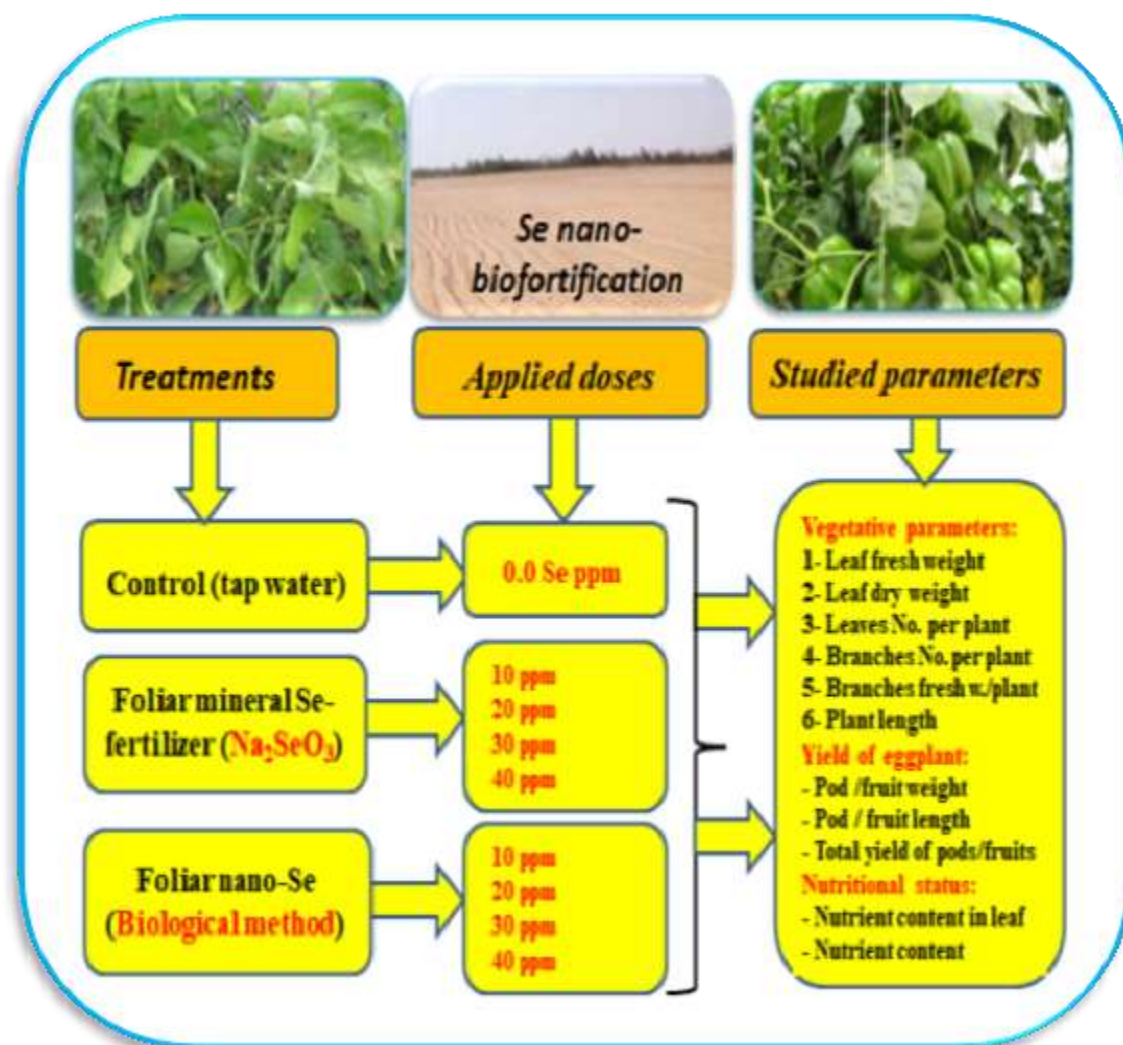 Se nano-
biofortification
Treatments
Applied doses
Studied parameters
Control (tap water)
0.0 Se ppm
Foliar mineral Se-
fertilizer (Na₂SeO₃)
10 ppm
20 ppm
30 ppm
40 ppm
Foliar nano-Se
(Biological method)
10 ppm
20 ppm
30 ppm
40 ppm
Vegetative parameters:
1- Leaf fresh weight
2- Leaf dry weight
3- Leaves No. per plant
4- Branches No. per plant
5- Branches fresh w./plant
6- Plant length
Yield of eggplant:
- Pod /fruit weight
- Pod / fruit length
- Total yield of pods/fruits
Nutritional status:
- Nutrient content in leaf
- Nutrient content